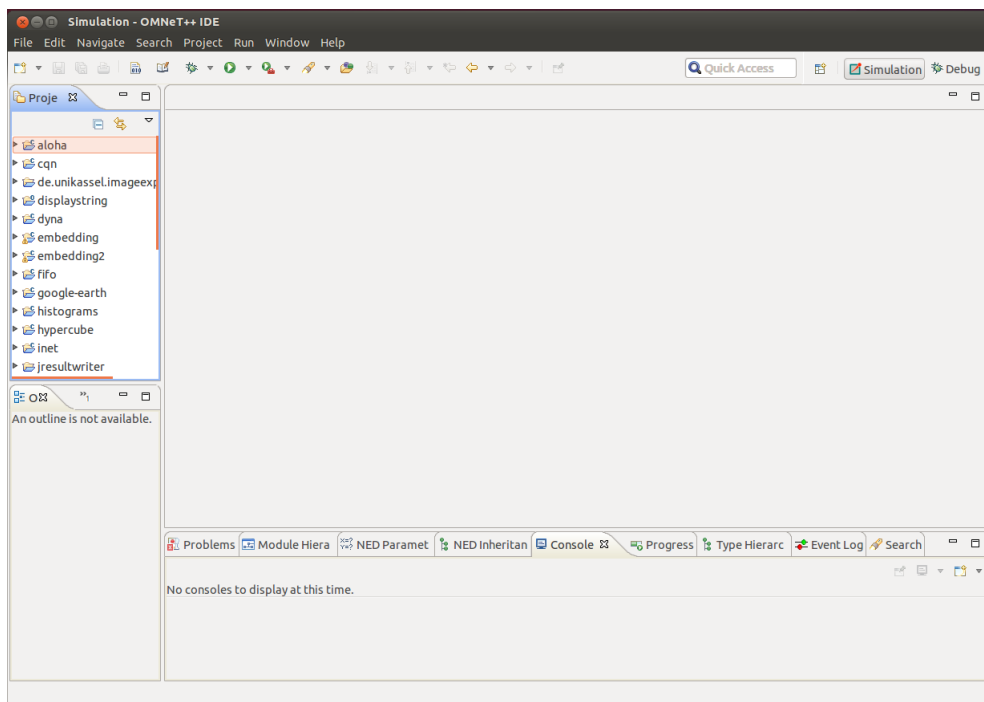 Simulation - OMNeT++ IDE
File Edit Navigate Search Project Run Window Help
Quick Access Simulation Debug
Proje
aloha
cqn
de.unikassel.imageexp
displaystring
dyna
embedding
embedding2
fifo
google-earth
histograms
hypercube
inet
jresultwriter
O
An outline is not available.
Problems Module Hiera NED Paramet NED Inheritan Console Progress Type Hierarc Event Log Search
No consoles to display at this time.